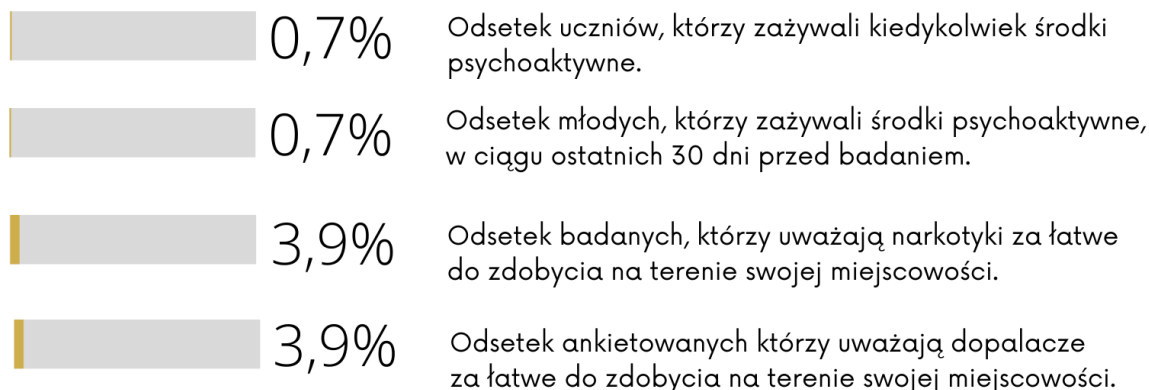 0,7%
Odsetek uczniów, którzy zażywali kiedykolwiek środki
psychoaktywne.
0,7%
Odsetek młodych, którzy zażywali środki psychoaktywne,
w ciągu ostatnich 30 dni przed badaniem.
3,9%
Odsetek badanych, którzy uważają narkotyki za łatwe
do zdobycia na terenie swojej miejscowości.
3,9%
Odsetek ankietowanych którzy uważają dopalacze
za łatwe do zdobycia na terenie swojej miejscowości.